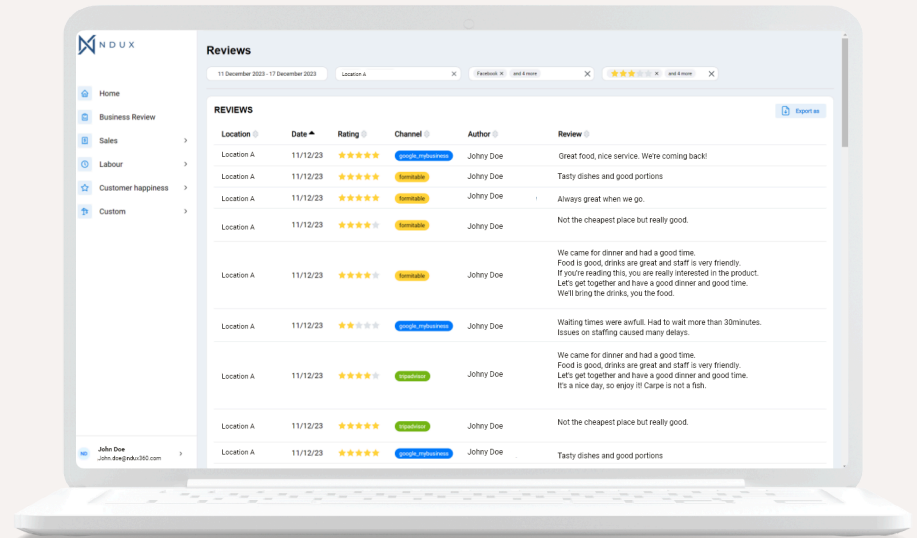 NDUX
Home
Business Review
Sales
Labour
Customer happiness
Custom
John Doe
John.doe@ndux360.com
ND
Reviews
11 December 2023 - 17 December 2023
Location A
Facebook and 4 more
and 4 more
REVIEWS
Export as
Location Date Rating Channel Author Review
Location A 11/12/23 google_mybusiness Johny Doe Great food, nice service. We're coming back!
Location A 11/12/23 formitable Johny Doe Tasty dishes and good portions
Location A 11/12/23 formitable Johny Doe Always great when we go.
Location A 11/12/23 formitable Johny Doe Not the cheapest place but really good.
Location A 11/12/23 formitable Johny Doe We came for dinner and had a good time.
Food is good, drinks are great and staff is very friendly.
If you're reading this, you are really interested in the product.
Let's get together and have a good dinner and good time.
We'll bring the drinks, you the food.
Location A 11/12/23 google_mybusiness Johny Doe Waiting times were awfull. Had to wait more than 30minutes.
Issues on staffing caused many delays.
Location A 11/12/23 tripadvisor Johny Doe We came for dinner and had a good time.
Food is good, drinks are great and staff is very friendly.
Let's get together and have a good dinner and good time.
It's a nice day, so enjoy it! Carpe is not a fish.
Location A 11/12/23 tripadvisor Johny Doe Not the cheapest place but really good.
Location A 11/12/23 google_mybusiness Johny Doe Tasty dishes and good portions